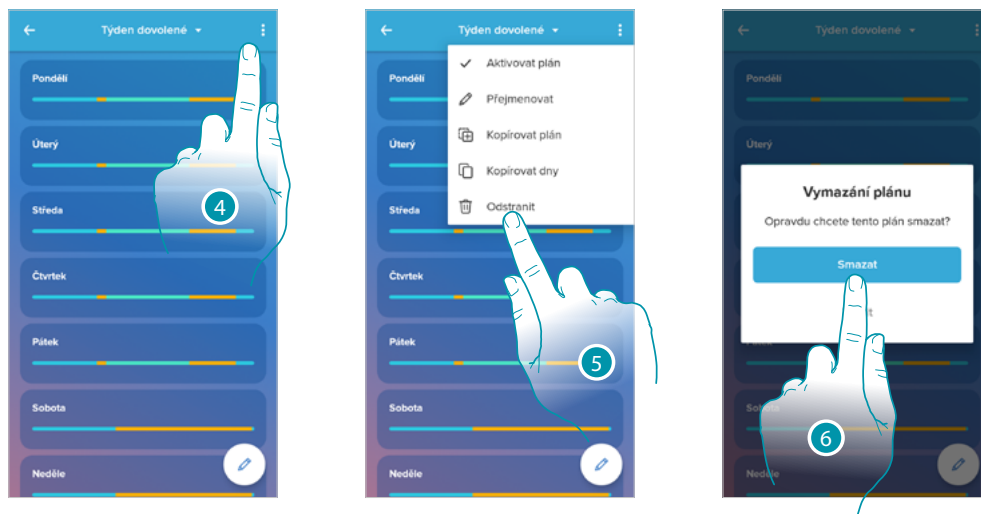 Týden dovolené
Pondělí
Úterý
Středa
Čtvrtek
Pátek
Sobota
Neděle
4
Týden dovolené
Aktivovat plán
Přejmenovat
Kopírovat plán
Kopírovat dny
Odstranit
Pondělí
Úterý
Středa
Čtvrtek
Pátek
Sobota
Neděle
5
Týden dovolené
Pondělí
Úterý
Vymazání plánu
Opravdu chcete tento plán smazat?
Smazat
Neděle
6